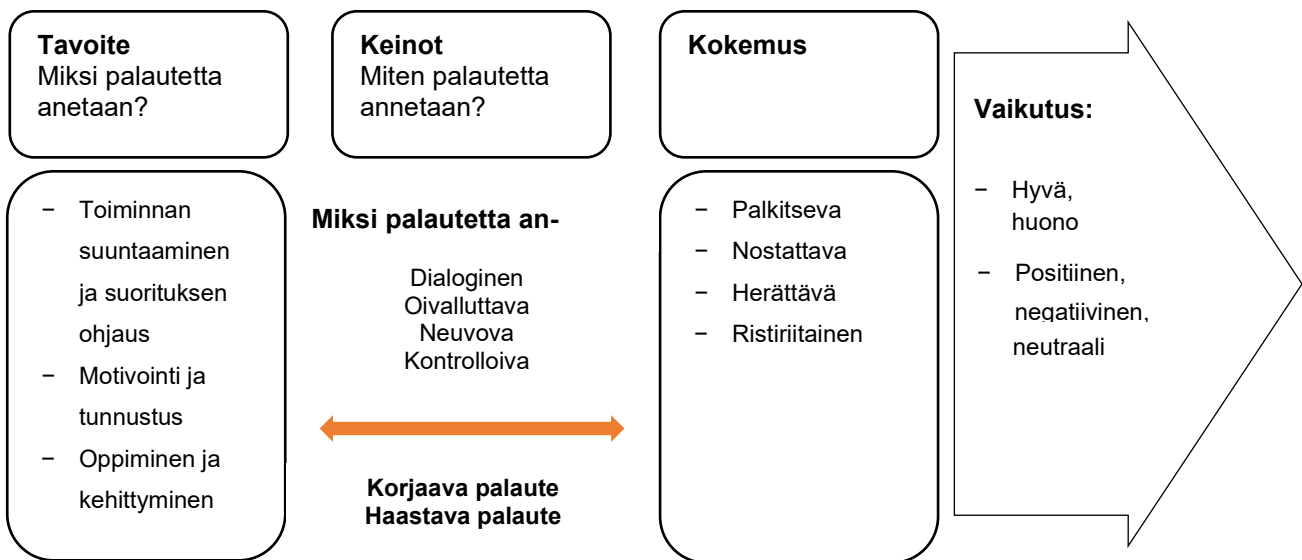 Tavoite
Miksi palautetta
anetaan?
Keinot
Miten palautetta
annetaan?
Kokemus
− Toiminnan
suuntaaminen
ja suorituksen
ohjaus
− Motivointi ja
tunnustus
− Oppiminen ja
kehittyminen
Miksi palautetta an-
Dialoginen
Oivalluttava
Neuvova
Kontrolloiva
Korjaava palaute
Haastava palaute
− Palkitseva
− Nostattava
− Herättävä
− Ristiriitainen
Vaikutus:
− Hyvä,
huono
− Positiinen,
negatiivinen,
neutraali